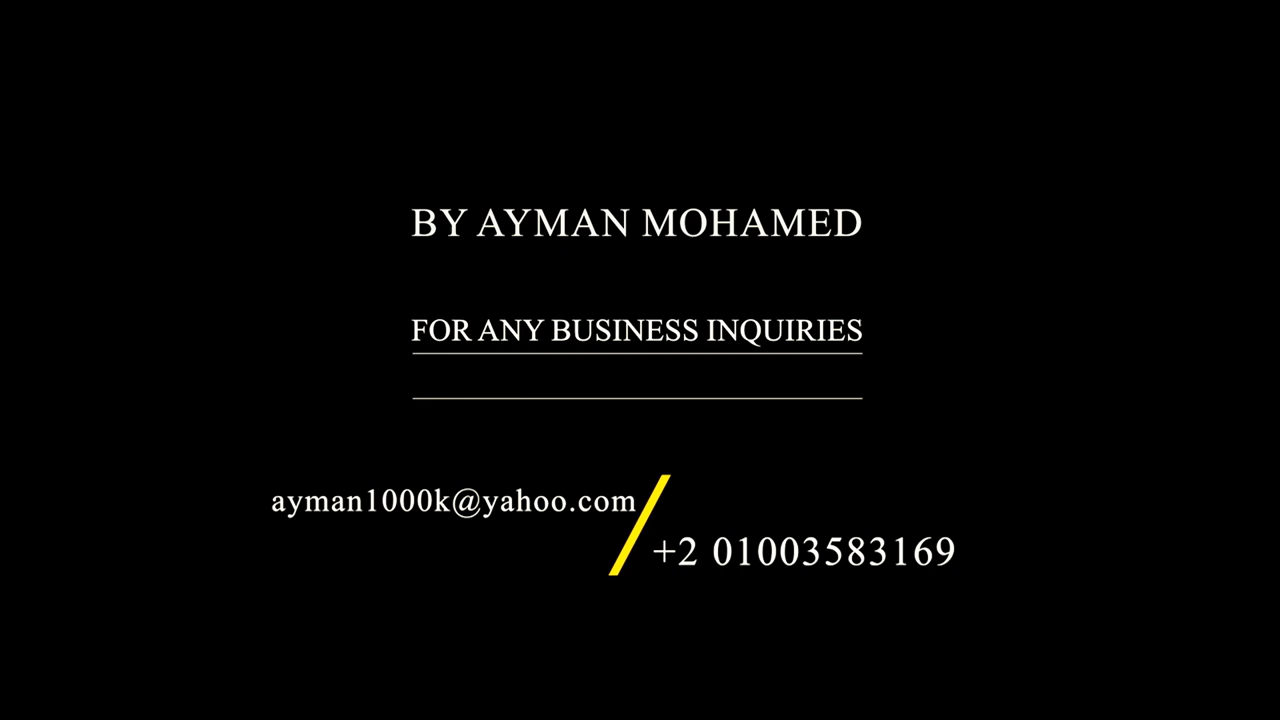 BY AYMAN MOHAMED
FOR ANY BUSINESS INQUIRIES
ayman1000k@yahoo.com
+2 01003583169